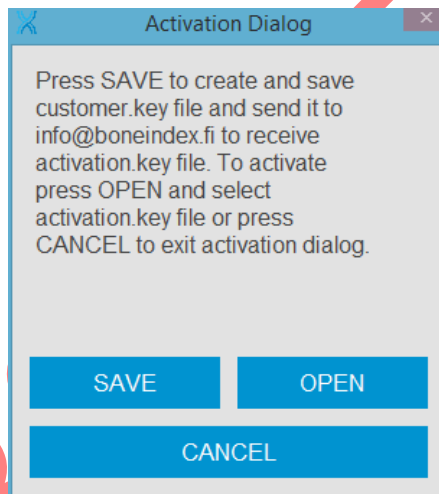 Activation Dialog
Press SAVE to create and save
customer.key file and send it to
info@boneindex.fi to receive
activation.key file. To activate
press OPEN and select
activation.key file or press
CANCEL to exit activation dialog.
SAVE
OPEN
CANCEL